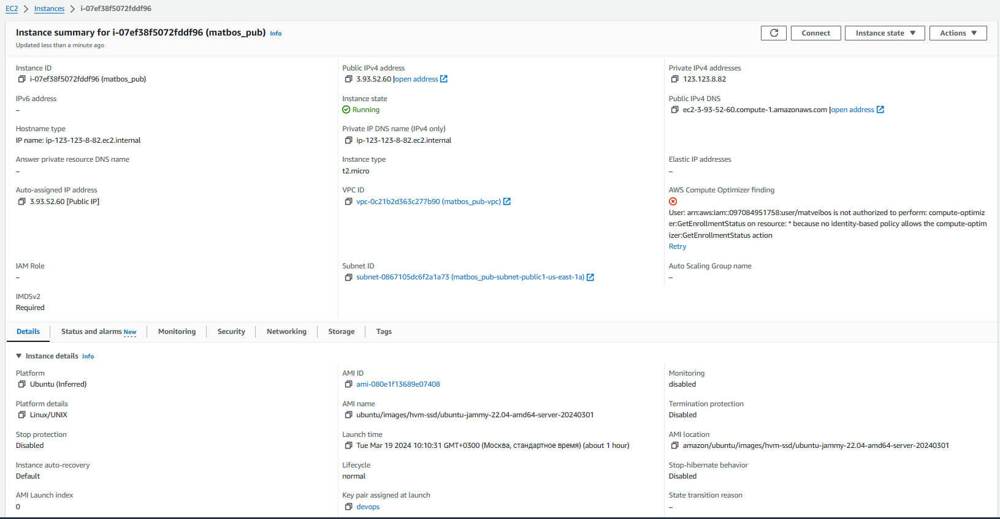 EC2 > Instances > i-07ef38f5072fddf96
Instance summary for i-07ef38f5072fddf96 (matbos_pub) Info
Updated less than a minute ago
Connect
Instance state
Actions
Instance ID
i-07ef38f5072fddf96 (matbos_pub)
Public IPv4 address
3.93.52.60 |open address
Private IPv4 addresses
123.123.8.82
IPv6 address
–
Instance state
Running
Public IPv4 DNS
ec2-3-93-52-60.compute-1.amazonaws.com |open address
Hostname type
IP name: ip-123-123-8-82.ec2.internal
Private IP DNS name (IPv4 only)
ip-123-123-8-82.ec2.internal
Answer private resource DNS name
–
Instance type
t2.micro
Elastic IP addresses
–
Auto-assigned IP address
3.93.52.60 [Public IP]
VPC ID
vpc-0c21b2d363c277b90 (matbos_pub-vpc)
AWS Compute Optimizer finding
User: arn:aws:iam::097084951758:user/matveibos is not authorized to perform: compute-optimiz
er:GetEnrollmentStatus on resource: * because no identity-based policy allows the compute-optim
izer:GetEnrollmentStatus action
Retry
IAM Role
–
Subnet ID
subnet-0867105dc6f2a1a73 (matbos_pub-subnet-public1-us-east-1a)
Auto Scaling Group name
–
IMDSv2
Required
Details
Status and alarms New
Monitoring
Security
Networking
Storage
Tags
Instance details Info
Platform
Ubuntu (Inferred)
AMI ID
ami-080e1f13689e07408
Monitoring
disabled
Platform details
Linux/UNIX
AMI name
ubuntu/images/hvm-ssd/ubuntu-jammy-22.04-amd64-server-20240301
Termination protection
Disabled
Stop protection
Disabled
Launch time
Tue Mar 19 2024 10:10:31 GMT+0300 (Москва, стандартное время) (about 1 hour)
AMI location
amazon/ubuntu/images/hvm-ssd/ubuntu-jammy-22.04-amd64-server-20240301
Instance auto-recovery
Default
Lifecycle
normal
Stop-hibernate behavior
Disabled
AMI Launch index
0
Key pair assigned at launch
devops
State transition reason
–